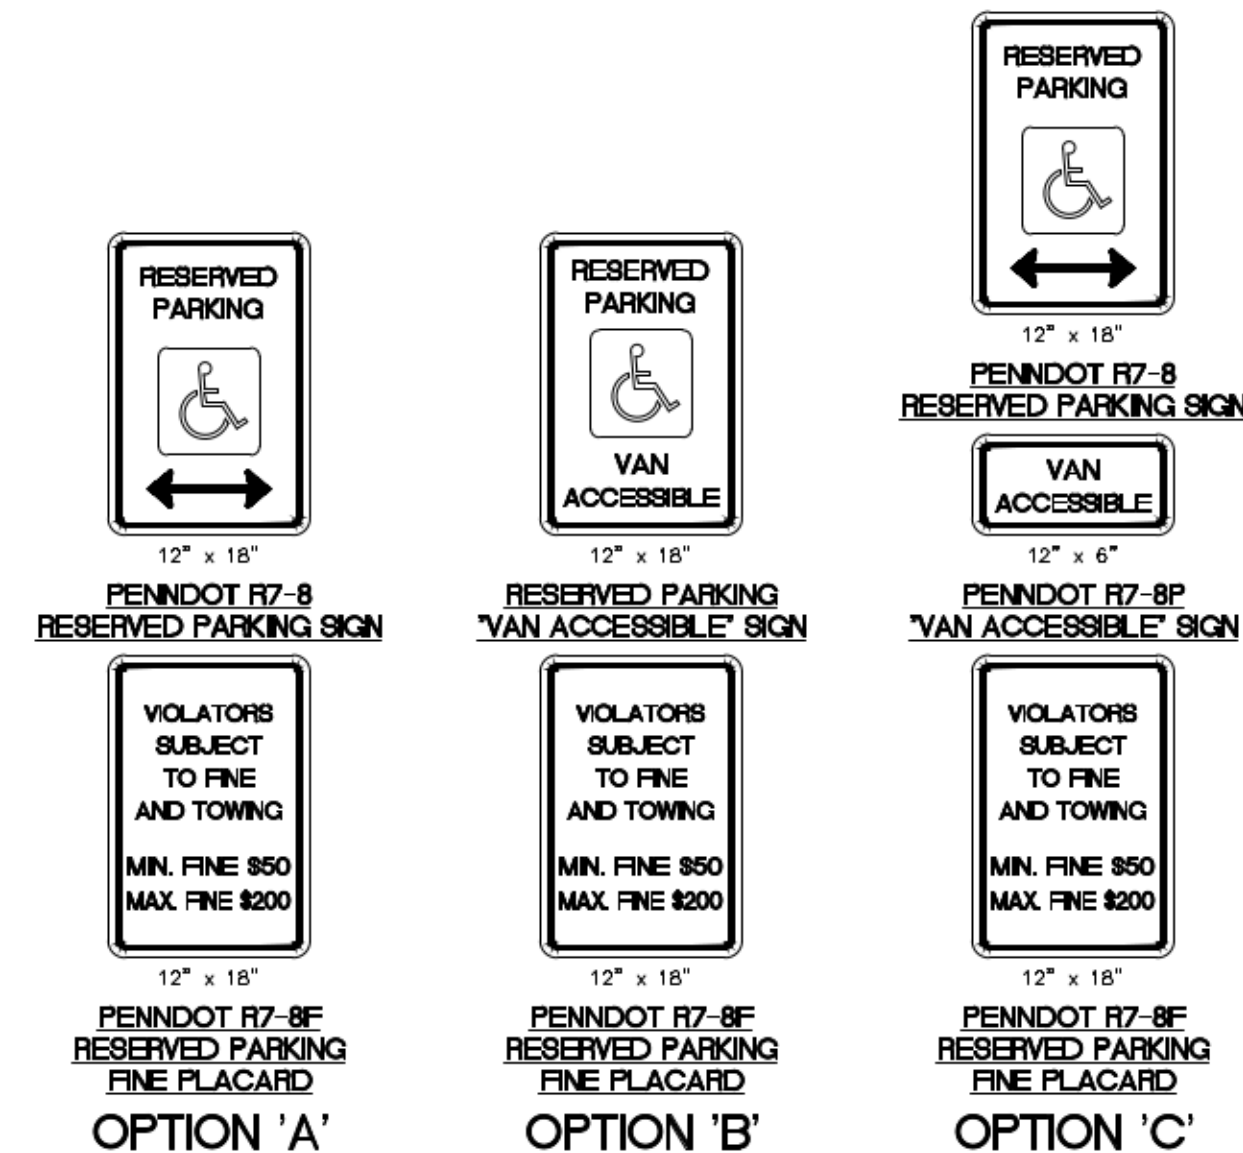 RESERVED
PARKING
12" x 18"
PENNDOT R7-8
RESERVED PARKING SIGN
VIOLATORS
SUBJECT
TO FINE
AND TOWING
MIN. FINE $50
MAX. FINE $200
12" x 18"
PENNDOT R7-8F
RESERVED PARKING
FINE PLACARD
OPTION 'A'
RESERVED
PARKING
VAN
ACCESSIBLE
12" x 18"
RESERVED PARKING
"VAN ACCESSIBLE" SIGN
VIOLATORS
SUBJECT
TO FINE
AND TOWING
MIN. FINE $50
MAX. FINE $200
12" x 18"
PENNDOT R7-8F
RESERVED PARKING
FINE PLACARD
OPTION 'B'
RESERVED
PARKING
12" x 18"
PENNDOT R7-8
RESERVED PARKING SIGN
VAN
ACCESSIBLE
12" x 6"
PENNDOT R7-8P
"VAN ACCESSIBLE" SIGN
VIOLATORS
SUBJECT
TO FINE
AND TOWING
MIN. FINE $50
MAX. FINE $200
12" x 18"
PENNDOT R7-8F
RESERVED PARKING
FINE PLACARD
OPTION 'C'